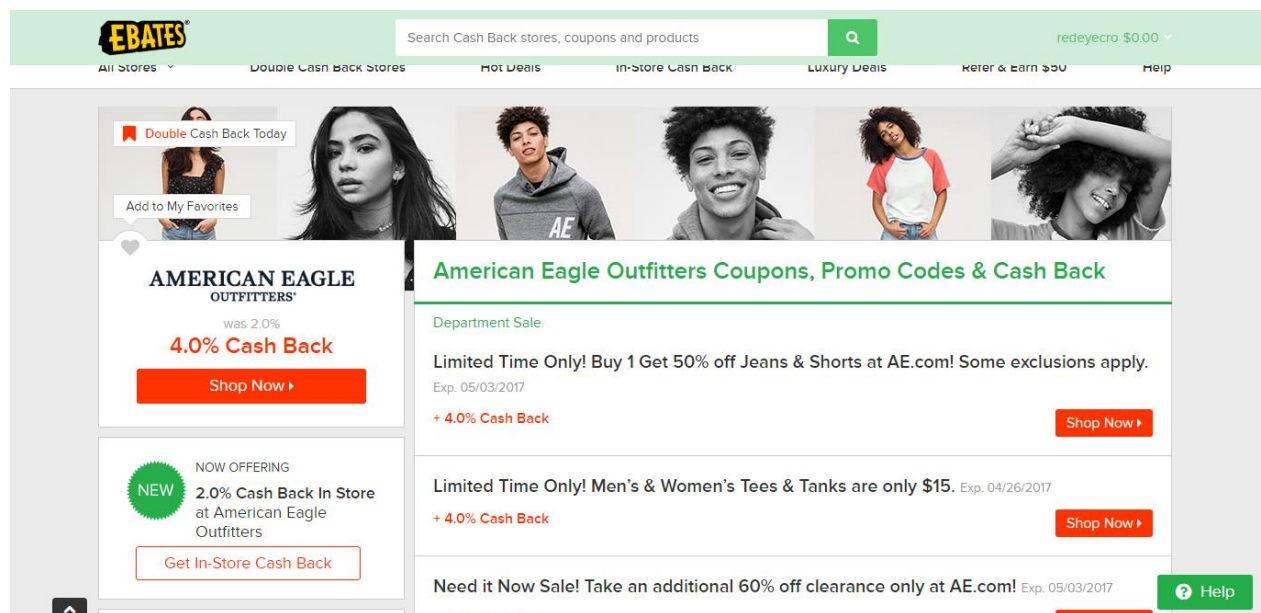 EBATES®
Search Cash Back stores, coupons and products
redeyecro $0.00
All Stores Double Cash Back Stores Hot Deals In-Store Cash Back Luxury Deals Refer & Earn $50 Help
Double Cash Back Today
Add to My Favorites
AE
AMERICAN EAGLE
OUTFITTERS®
was 2.0%
4.0% Cash Back
Shop Now
NEW
NOW OFFERING
2.0% Cash Back In Store
at American Eagle
Outfitters
Get In-Store Cash Back
American Eagle Outfitters Coupons, Promo Codes & Cash Back
Department Sale
Limited Time Only! Buy 1 Get 50% off Jeans & Shorts at AE.com! Some exclusions apply.
Exp. 05/03/2017
+ 4.0% Cash Back
Shop Now
Limited Time Only! Men's & Women's Tees & Tanks are only $15. Exp. 04/26/2017
+ 4.0% Cash Back
Shop Now
Need it Now Sale! Take an additional 60% off clearance only at AE.com! Exp. 05/03/2017
? Help